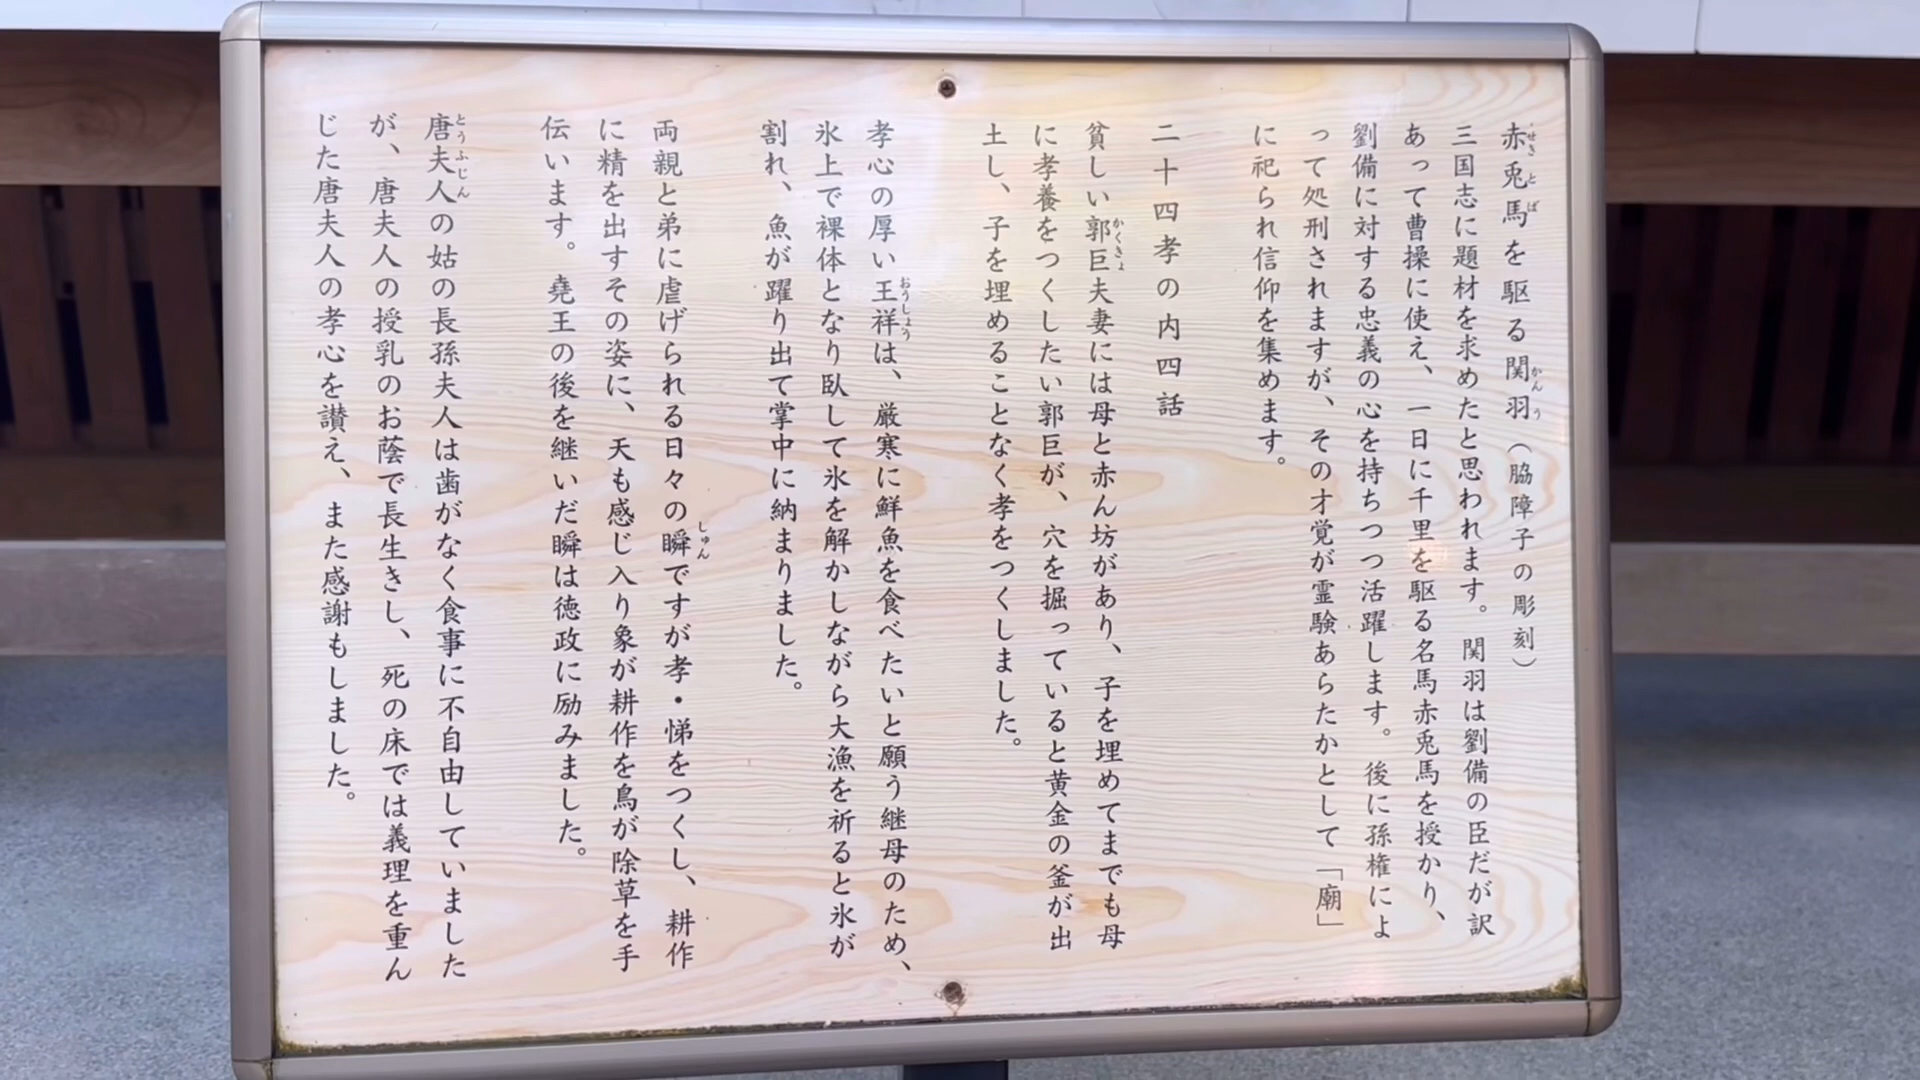 赤兎馬を駆る関羽（脇障子の彫刻）
三国志に題材を求めたと思われます。関羽は劉備の臣だが訳
あって曹操に使え、一日に千里を駆る名馬赤兎馬を授かり、
劉備に対する忠義の心を持ちつつ活躍します。後に孫権によ
って処刑されますが、その才覚が霊験あらたかとして「廟」
に祀られ信仰を集めます。
二十四孝の内四話
貧しい郭巨夫妻には母と赤ん坊があり、子を埋めてまでも母
に孝養をつくしたい郭巨が、穴を掘っていると黄金の釜が出
土し、子を埋めることなく孝をつくしました。
孝心の厚い王祥は、厳寒に鮮魚を食べたいと願う継母のため、
氷上で裸体となり臥して氷を解かしながら大漁を祈ると氷が
割れ、魚が躍り出て掌中に納まりました。
両親と弟に虐げられる日々の瞬ですが孝・悌をつくし、耕作
に精を出すその姿に、天も感じ入り象が耕作を鳥が除草を手
伝います。堯王の後を継いだ瞬は徳政に励みました。
唐夫人の姑の長孫夫人は歯がなく食事に不自由していました
が、唐夫人の授乳のお蔭で長生きし、死の床では義理を重ん
じた唐夫人の孝心を讃え、また感謝もしました。